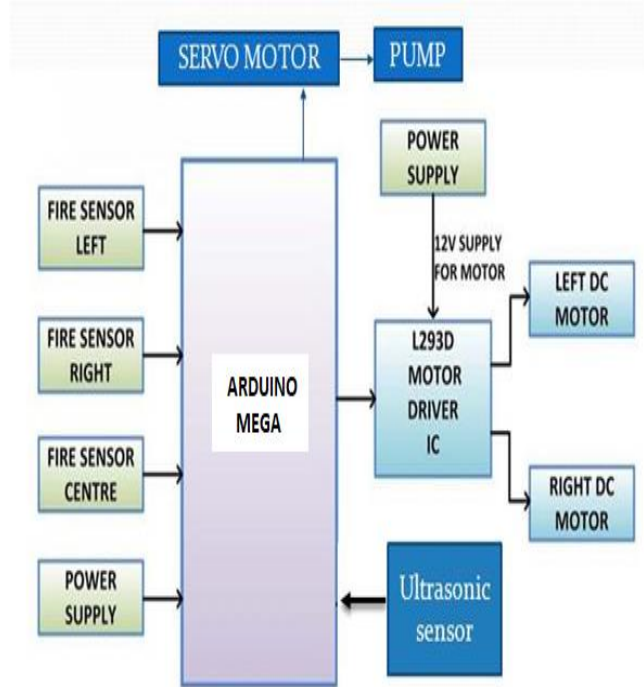 SERVO MOTOR
PUMP
POWER
SUPPLY
FIRE SENSOR
LEFT
12V SUPPLY
FOR MOTOR
LEFT DC
MOTOR
FIRE SENSOR
RIGHT
L293D
MOTOR
DRIVER
IC
ARDUINO
MEGA
FIRE SENSOR
CENTRE
RIGHT DC
MOTOR
POWER
SUPPLY
Ultrasonic
sensor